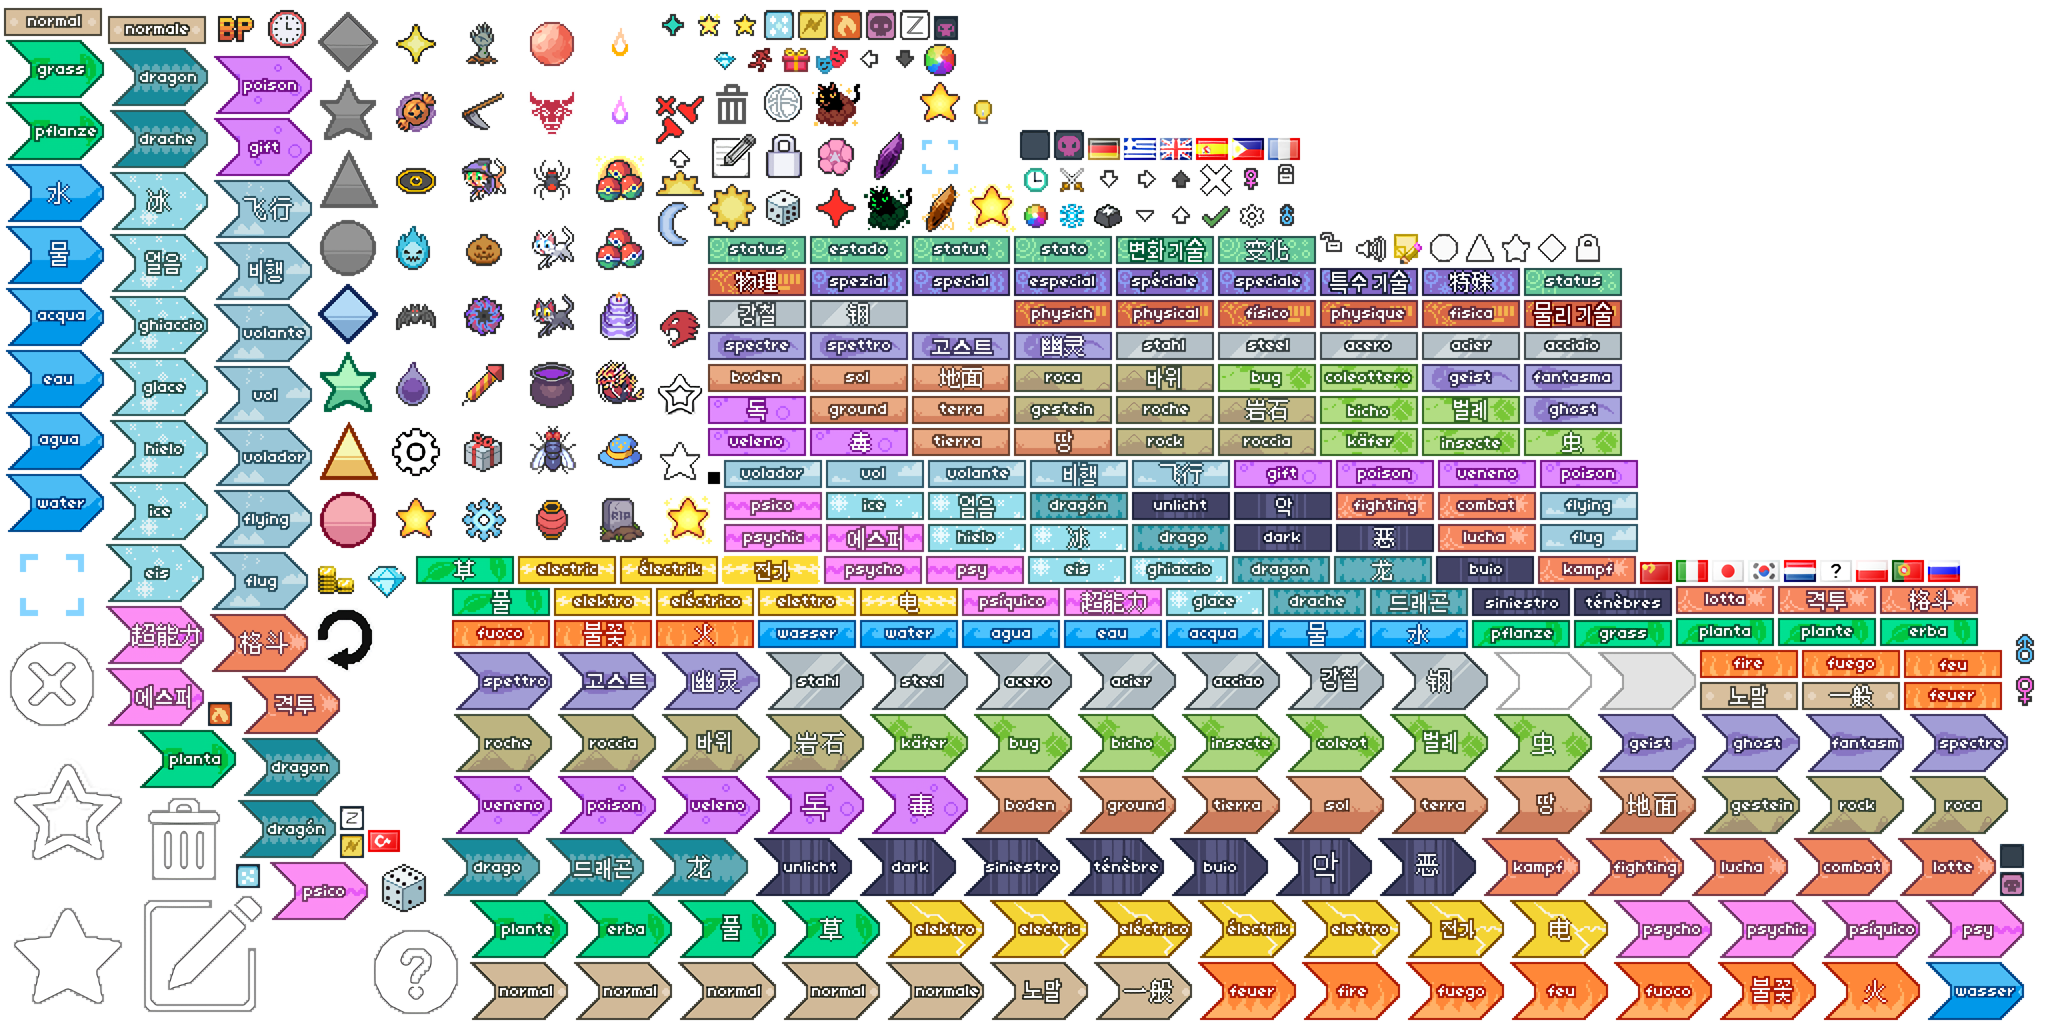 normal
normale
BP
grass
dragon
poison
pflanze
drache
gift
水
冰
飞行
물
얼음
비행
acqua
ghiaccio
volante
eau
glace
vol
agua
hielo
volador
water
ice
flying
eis
flug
超能力
格斗
에스퍼
격투
planta
dragon
dragón
psico
Z
Z
RIP
?
status estado statut stato 변화기술 变化
物理 spezial special especial spéciale speciale 특수기술 特殊 status
강철 钢 physich physical físico physique fisica 물리기술
spectre spettro 고스트 幽灵 stahl steel acero acier acciaio
boden sol 地面 roca 바위 bug coleottero geist fantasma
독 ground terra gestein roche 岩石 bicho 벌레 ghost
veleno 毒 tierra 땅 rock roccia käfer insecte 虫
volador vol volante 비행 飞行 gift poison veneno poison
psico ice 얼음 dragón unlicht 악 fighting combat flying
psychic 에스퍼 hielo 冰 drago dark 恶 lucha flug
草 electric électrik 전기 psycho psy eis ghiaccio dragon 龙 buio kampf ?
풀 elektro eléctrico elettro 电 psíquico 超能力 glace drache 드래곤 siniestro ténèbres lotta 격투 格斗
fuoco 불꽃 火 wasser water agua eau acqua 물 水 pflanze grass planta plante erba
fire fuego feu
노말 一般 feuer
spettro 고스트 幽灵 stahl steel acero acier acciao 강철 钢
roche roccia 바위 岩石 käfer bug bicho insecte coleot 벌레 虫 geist ghost fantasm spectre
veneno poison veleno 독 毒 boden ground tierra sol terra 땅 地面 gestein rock roca
drago 드래곤 龙 unlicht dark siniestro ténèbre buio 악 恶 kampf fighting lucha combat lotte
plante erba 풀 草 elektro electric eléctrico électrik elettro 전기 电 psycho psychic psíquico psy
normal normal normal normal normale 노말 一般 feuer fire fuego feu fuoco 불꽃 火 wasser